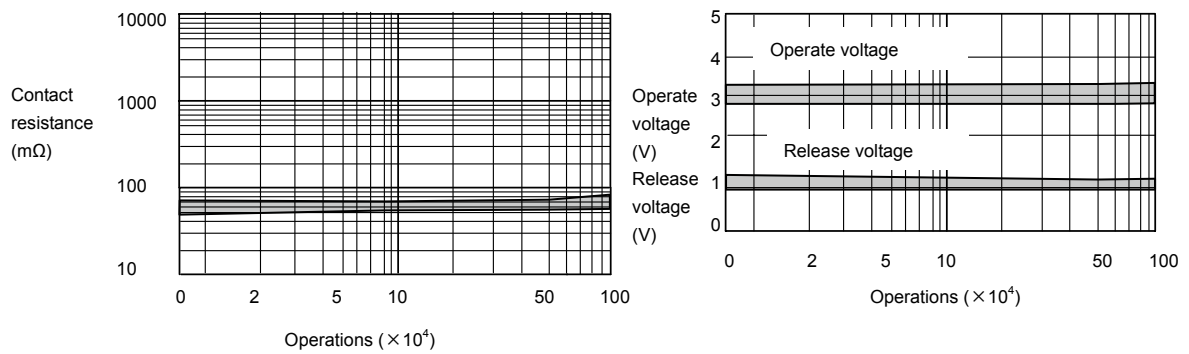 10000
1000
100
10
Contact
resistance
(mΩ)
0 2 5 10 50 100
Operations (×10⁴)
5
4
3
2
1
0
Operate voltage
Release voltage
Operate
voltage
(V)
Release
voltage
(V)
0 2 5 10 50 100
Operations (×10⁴)